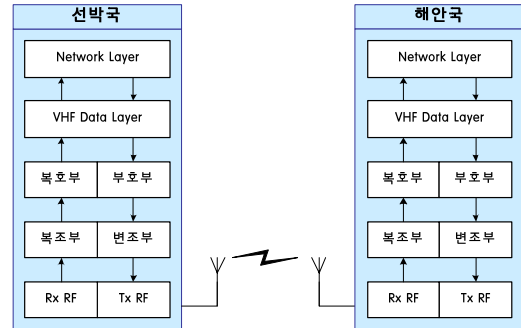 선박국
Network Layer
VHF Data Layer
복호부 부호부
복조부 변조부
Rx RF Tx RF
해안국
Network Layer
VHF Data Layer
복호부 부호부
복조부 변조부
Rx RF Tx RF